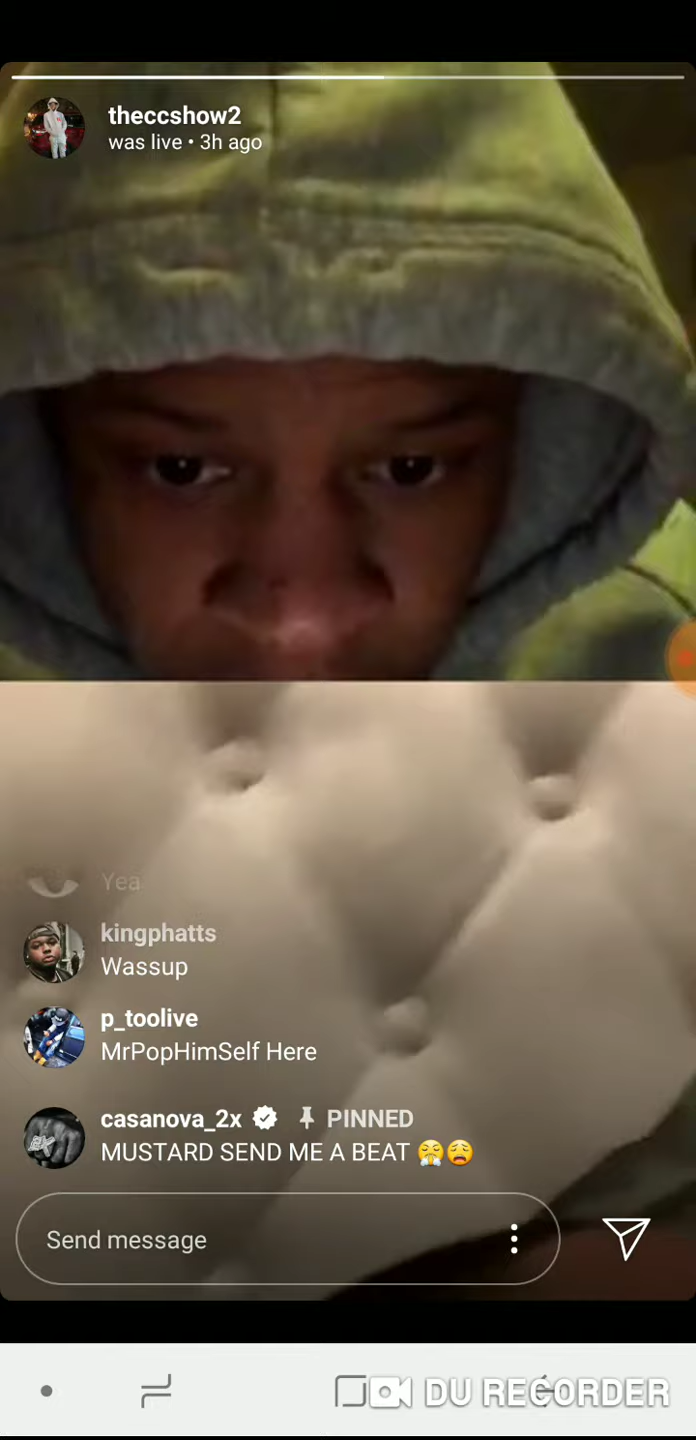 theccshow2
was live • 3h ago
Yea
kingphatts
Wassup
p_toolive
MrPopHimSelf Here
casanova_2x PINNED
MUSTARD SEND ME A BEAT 😤😩
Send message
DU RECORDER